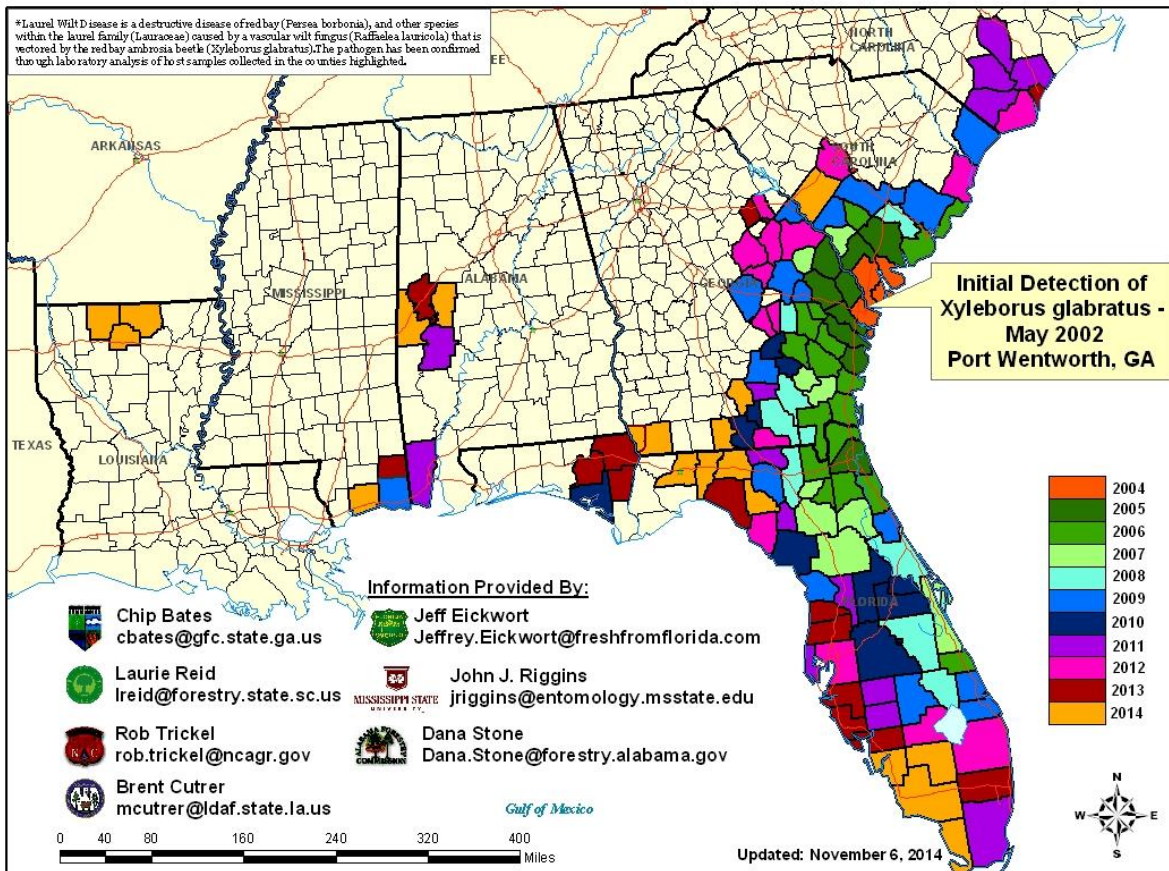 *Laurel Wilt Disease is a destructive disease of redbay (Persea borbonia), and other species
within the laurel family (Lauraceae) caused by a vascular wilt fungus (Raffaelea lauricola) that is
vectored by the redbay ambrosia beetle (Xyleborus glabratus).The pathogen has been confirmed
through laboratory analysis of host samples collected in the counties highlighted.
EE
NORTH
CAROLINA
ARKANSAS
SOUTH
CAROLINA
MISSISSIPPI
ALABAMA
GEORGIA
Initial Detection of
Xyleborus glabratus -
May 2002
Port Wentworth, GA
TEXAS
LOUISIANA
FLORIDA
2004
2005
2006
2007
2008
2009
2010
2011
2012
2013
2014
Information Provided By:
Chip Bates
cbates@gfc.state.ga.us
Jeff Eickwort
Jeffrey.Eickwort@freshfromflorida.com
Laurie Reid
lreid@forestry.state.sc.us
MISSISSIPPI STATE
UNIVERSITY
John J. Riggins
jriggins@entomology.msstate.edu
Rob Trickel
rob.trickel@ncagr.gov
ALABAMA FORESTRY
COMMISSION
Dana Stone
Dana.Stone@forestry.alabama.gov
Brent Cutrer
mcutrer@ldaf.state.la.us
Gulf of Mexico
0 40 80 160 240 320 400
Miles
Updated: November 6, 2014
N
W E
S